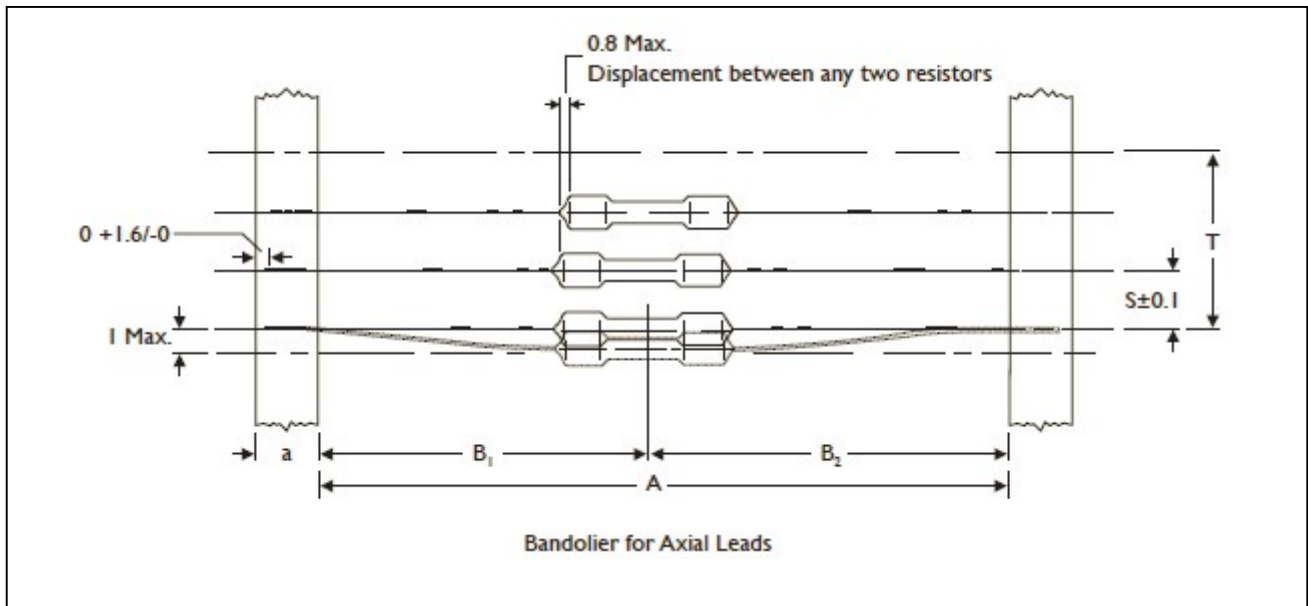 0.8 Max.
Displacement between any two resistors
0 +1.6/-0
T
S±0.1
1 Max.
a
B₁
B₂
A
Bandolier for Axial Leads